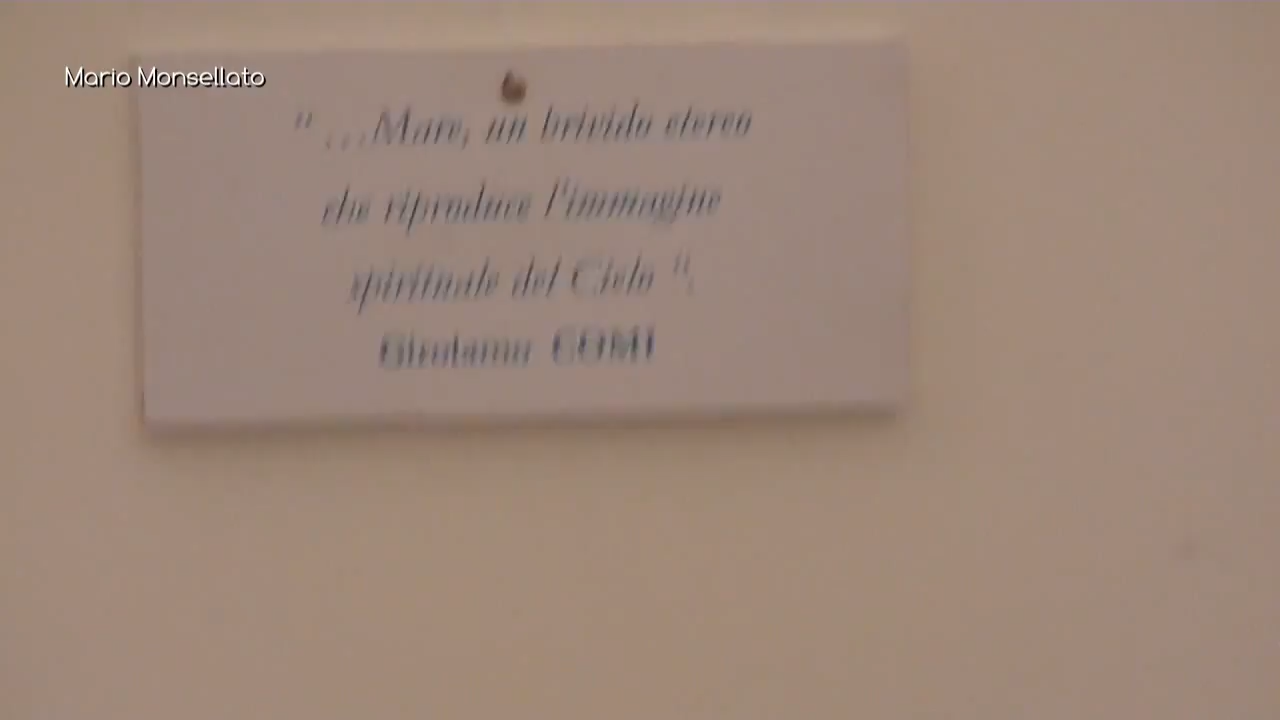 Mario Monsellato
" ...Mare, un brivido etereo
che riproduce l'immagine
spirituale del Cielo ".
Girolamo COMI